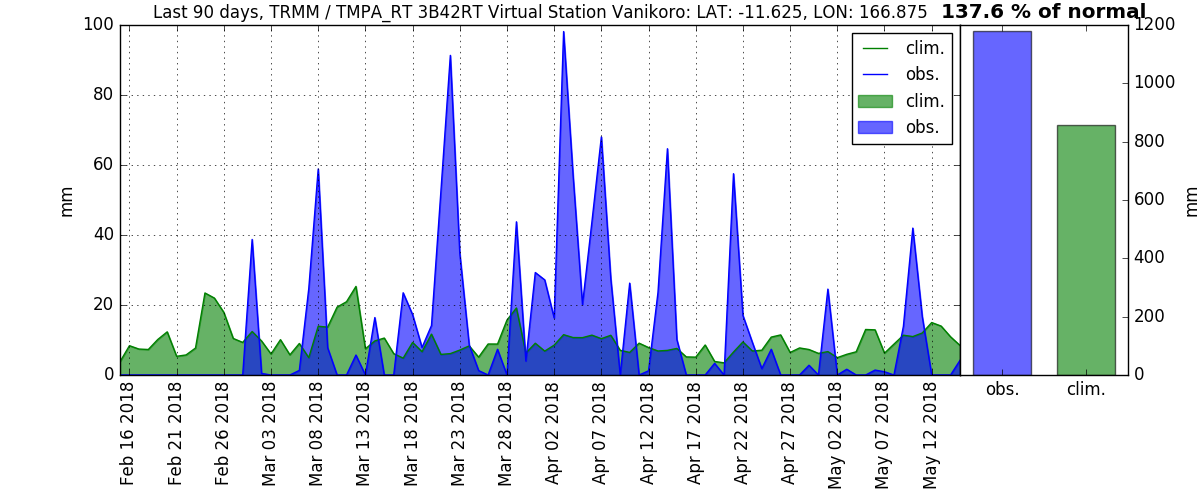 Last 90 days, TRMM / TMPA_RT 3B42RT Virtual Station Vanikoro: LAT: -11.625, LON: 166.875
137.6 % of normal
100
80
60
40
20
0
mm
clim.
obs.
clim.
obs.
1200
1000
800
600
400
200
0
mm
obs.
clim.
Feb 16 2018
Feb 21 2018
Feb 26 2018
Mar 03 2018
Mar 08 2018
Mar 13 2018
Mar 18 2018
Mar 23 2018
Mar 28 2018
Apr 02 2018
Apr 07 2018
Apr 12 2018
Apr 17 2018
Apr 22 2018
Apr 27 2018
May 02 2018
May 07 2018
May 12 2018